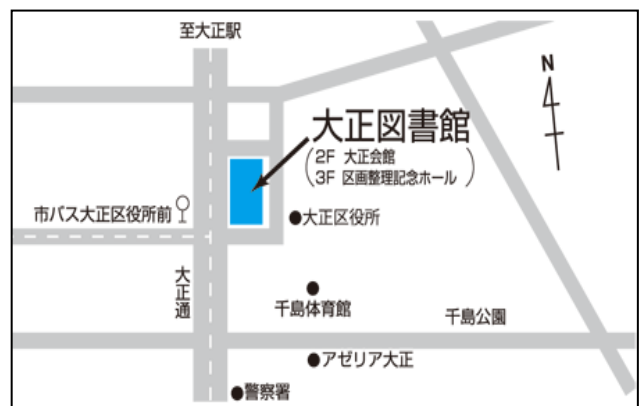 至大正駅
N
大正図書館
2F 大正会館
3F 区画整理記念ホール
市バス大正区役所前
●大正区役所
大正通
千島体育館
千島公園
●アゼリア大正
●警察署